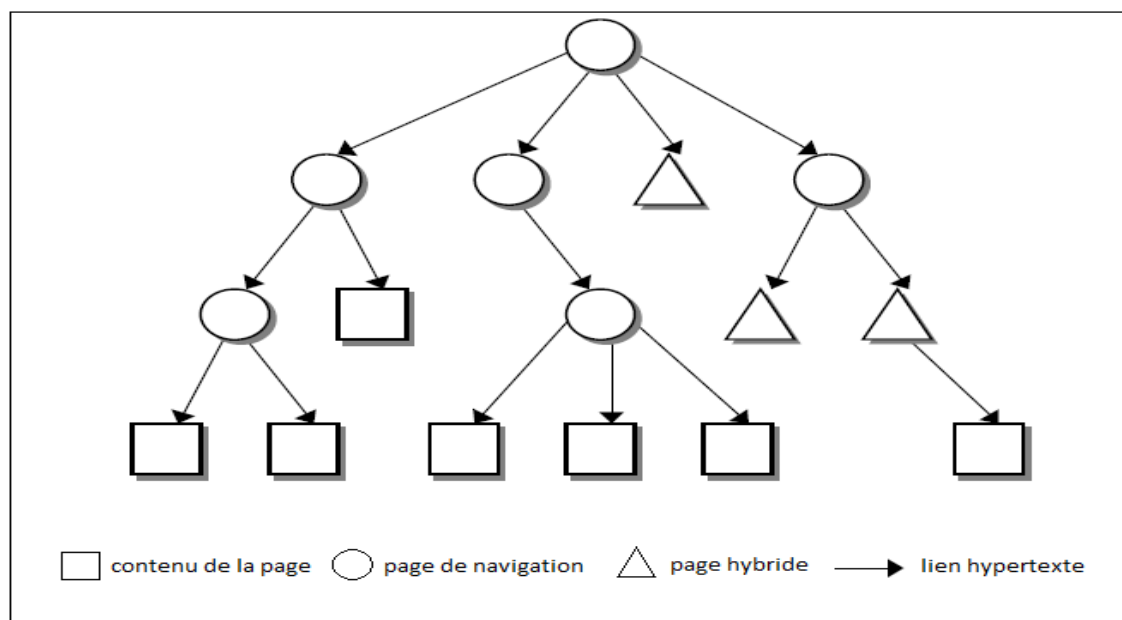 contenu de la page page de navigation page hybride lien hypertexte